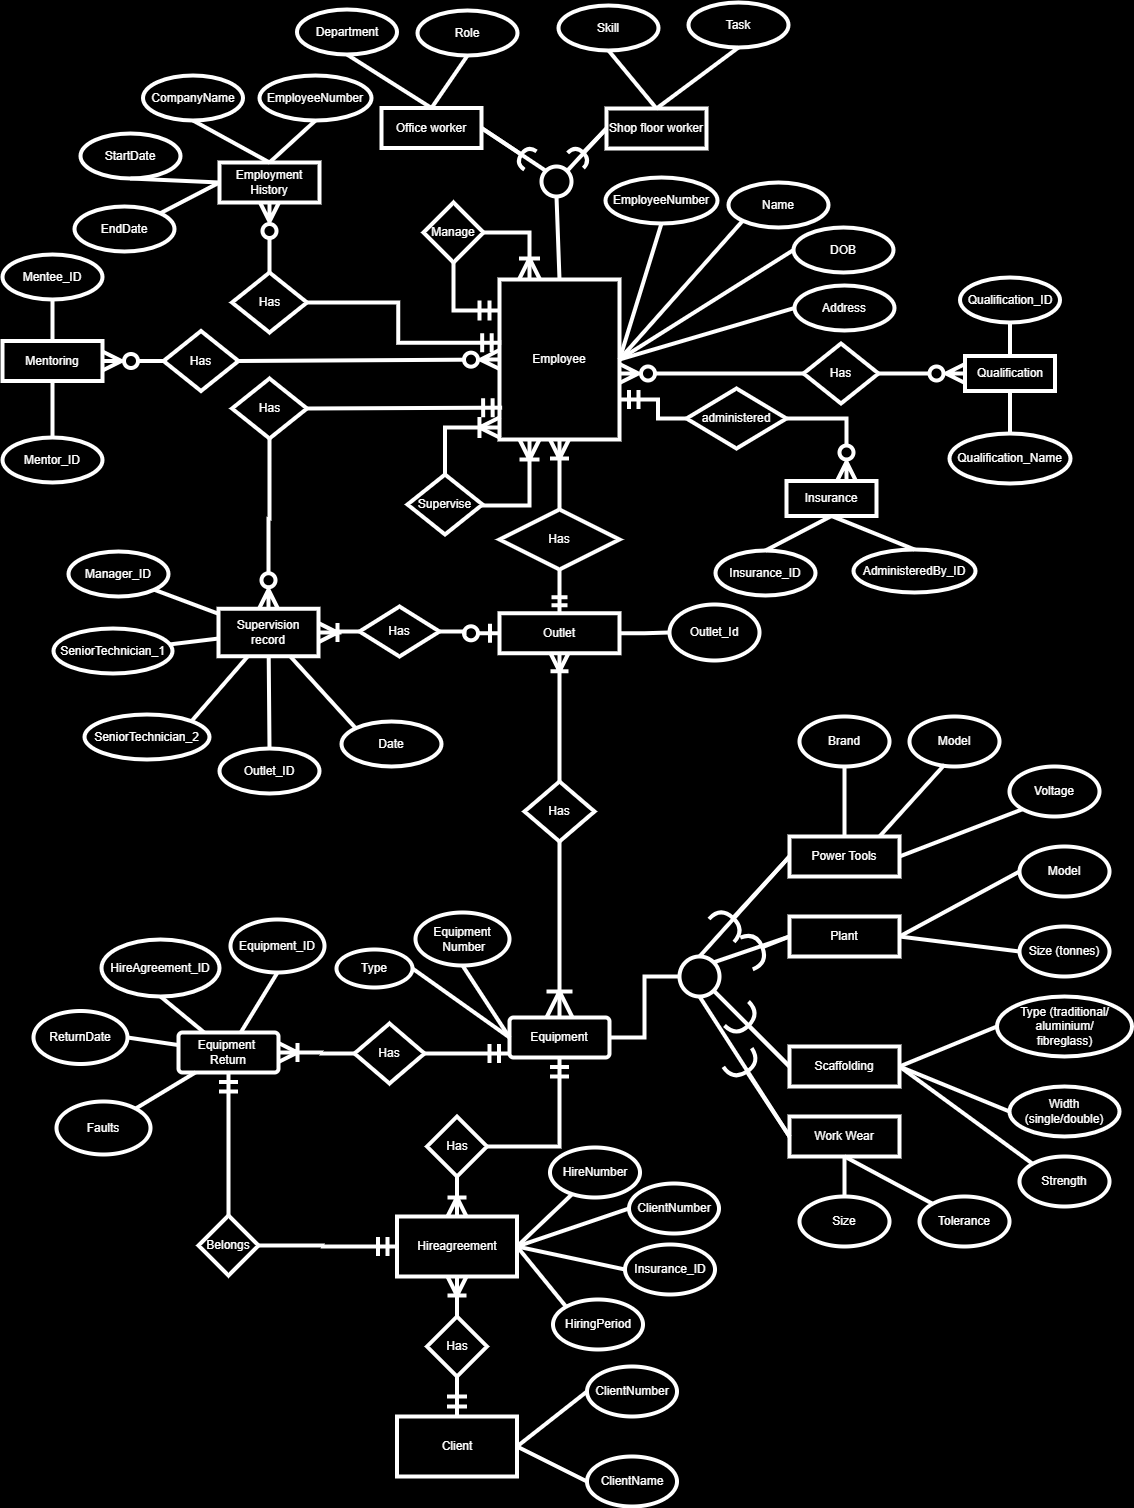 Department
Role
Skill
Task
CompanyName
EmployeeNumber
Office worker
Shop floor worker
StartDate
Employment
History
EndDate
EmployeeNumber
Name
Manage
DOB
Mentee_ID
Has
Address
Qualification_ID
Mentoring
Has
Employee
Has
Qualification
Has
administered
Mentor_ID
Qualification_Name
Supervise
Insurance
Has
Manager_ID
Insurance_ID
AdministeredBy_ID
Supervision
record
Has
Outlet
Outlet_Id
SeniorTechnician_1
SeniorTechnician_2
Date
Outlet_ID
Brand
Model
Voltage
Has
Power Tools
Model
Equipment
Number
Equipment_ID
HireAgreement_ID
Type
Plant
Size (tonnes)
ReturnDate
Equipment
Return
Has
Equipment
Type (traditional/
aluminium/
fibreglass)
Scaffolding
Width
(single/double)
Faults
Work Wear
Has
HireNumber
Strength
ClientNumber
Size
Tolerance
Belongs
Hireagreement
Insurance_ID
HiringPeriod
Has
ClientNumber
Client
ClientName